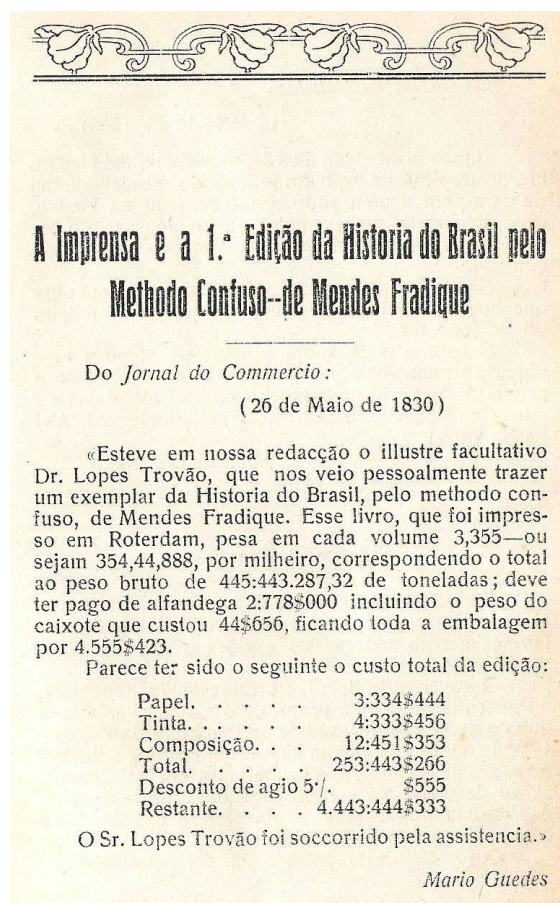 A Imprensa e a 1.ª Edição da Historia do Brasil pelo
Methodo Confuso--de Mendes Fradique
Do Jornal do Commercio:
(26 de Maio de 1830)
«Esteve em nossa redacção o illustre facultativo
Dr. Lopes Trovão, que nos veio pessoalmente trazer
um exemplar da Historia do Brasil, pelo methodo con-
fuso, de Mendes Fradique. Esse livro, que foi impres-
so em Roterdam, pesa em cada volume 3,355—ou
sejam 354,44,888, por milheiro, correspondendo o total
ao peso bruto de 445:443.287,32 de toneladas; deve
ter pago de alfandega 2:778$000 incluindo o peso do
caixote que custou 44$656, ficando toda a embalagem
por 4.555$423.
Parece ter sido o seguinte o custo total da edição:
Papel. . . . . 3:334$444
Tinta. . . . . . 4:333$456
Composição. . . 12:451$353
Total. . . . . 253:443$266
Desconto de agio 5·/. $555
Restante. . . . 4.443:444$333
O Sr. Lopes Trovão foi soccorrido pela assistencia.»
Mario Guedes